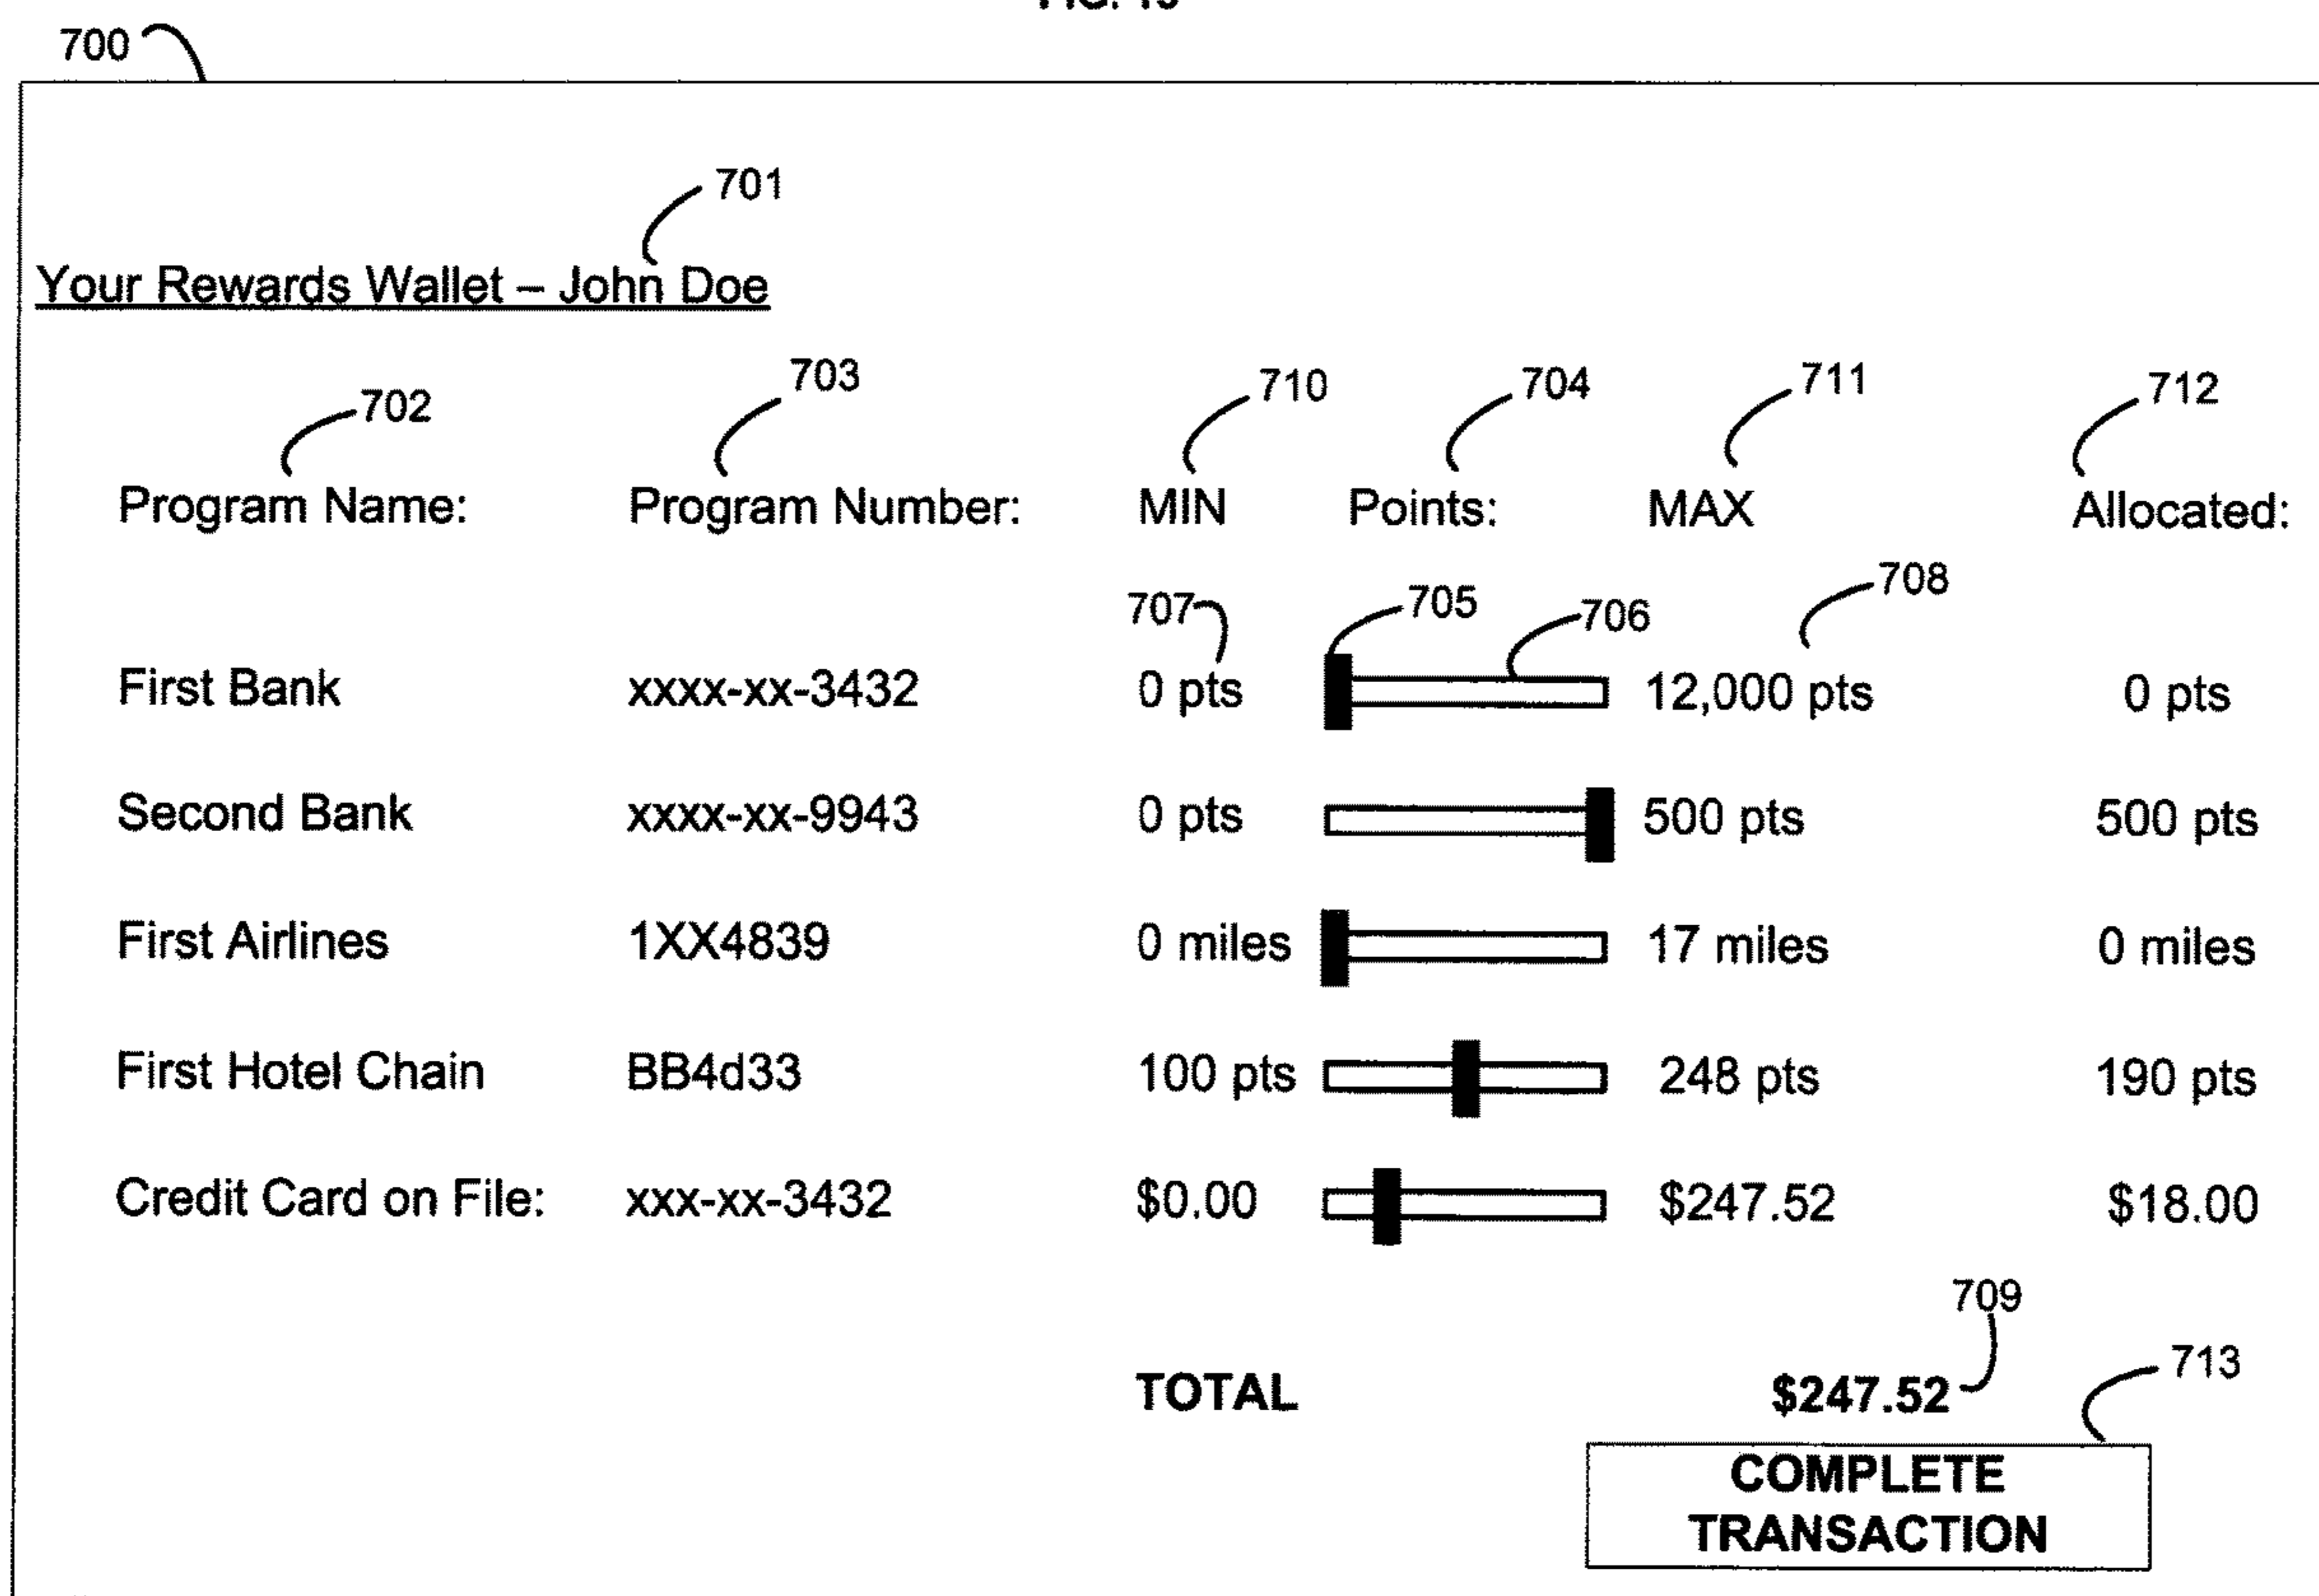 700
701
Your Rewards Wallet – John Doe
702 703 710 704 711 712
Program Name: Program Number: MIN Points: MAX Allocated:
707 705 706 708
First Bank xxxx-xx-3432 0 pts 12,000 pts 0 pts
Second Bank xxxx-xx-9943 0 pts 500 pts 500 pts
First Airlines 1XX4839 0 miles 17 miles 0 miles
First Hotel Chain BB4d33 100 pts 248 pts 190 pts
Credit Card on File: xxx-xx-3432 $0.00 $247.52 $18.00
709
TOTAL $247.52 713
COMPLETE
TRANSACTION